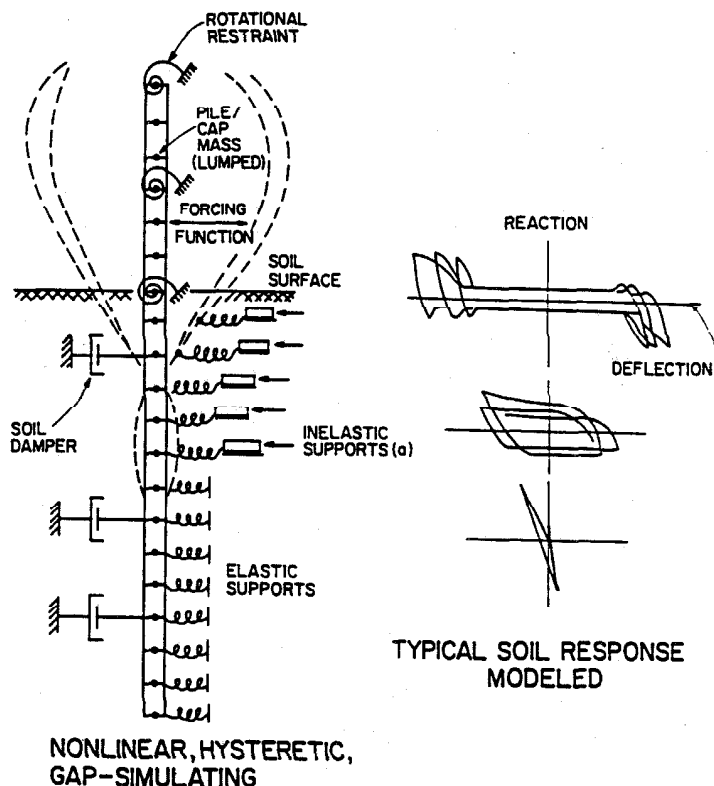 ROTATIONAL
RESTRAINT
PILE/
CAP
MASS
(LUMPED)
FORCING
FUNCTION
SOIL
SURFACE
SOIL
DAMPER
INELASTIC
SUPPORTS (a)
ELASTIC
SUPPORTS
NONLINEAR, HYSTERETIC,
GAP-SIMULATING
REACTION
DEFLECTION
TYPICAL SOIL RESPONSE
MODELED